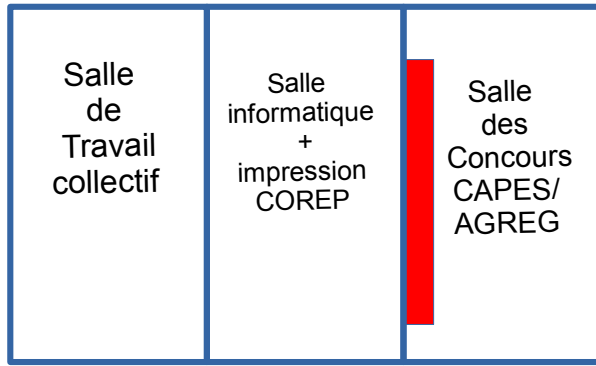 Salle
de
Travail
collectif
Salle
informatique
+
impression
COREP
Salle
des
Concours
CAPES/
AGREG